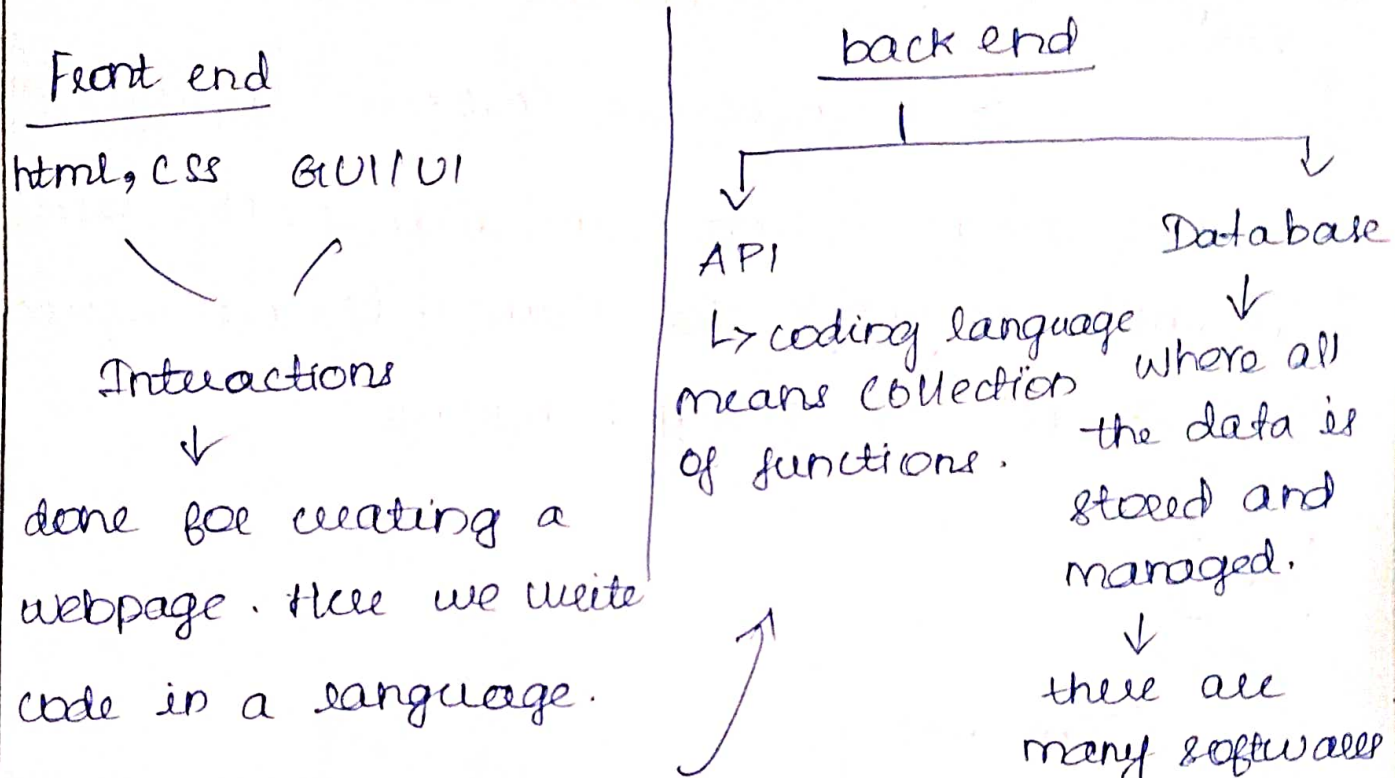 Front end
html, css GUI/UI
Interactions
done for creating a
webpage. Here we write
code in a language.
back end
API
↳ coding language
means collection
of functions.
Database
where all
the data is
stored and
managed.
there are
many softwares